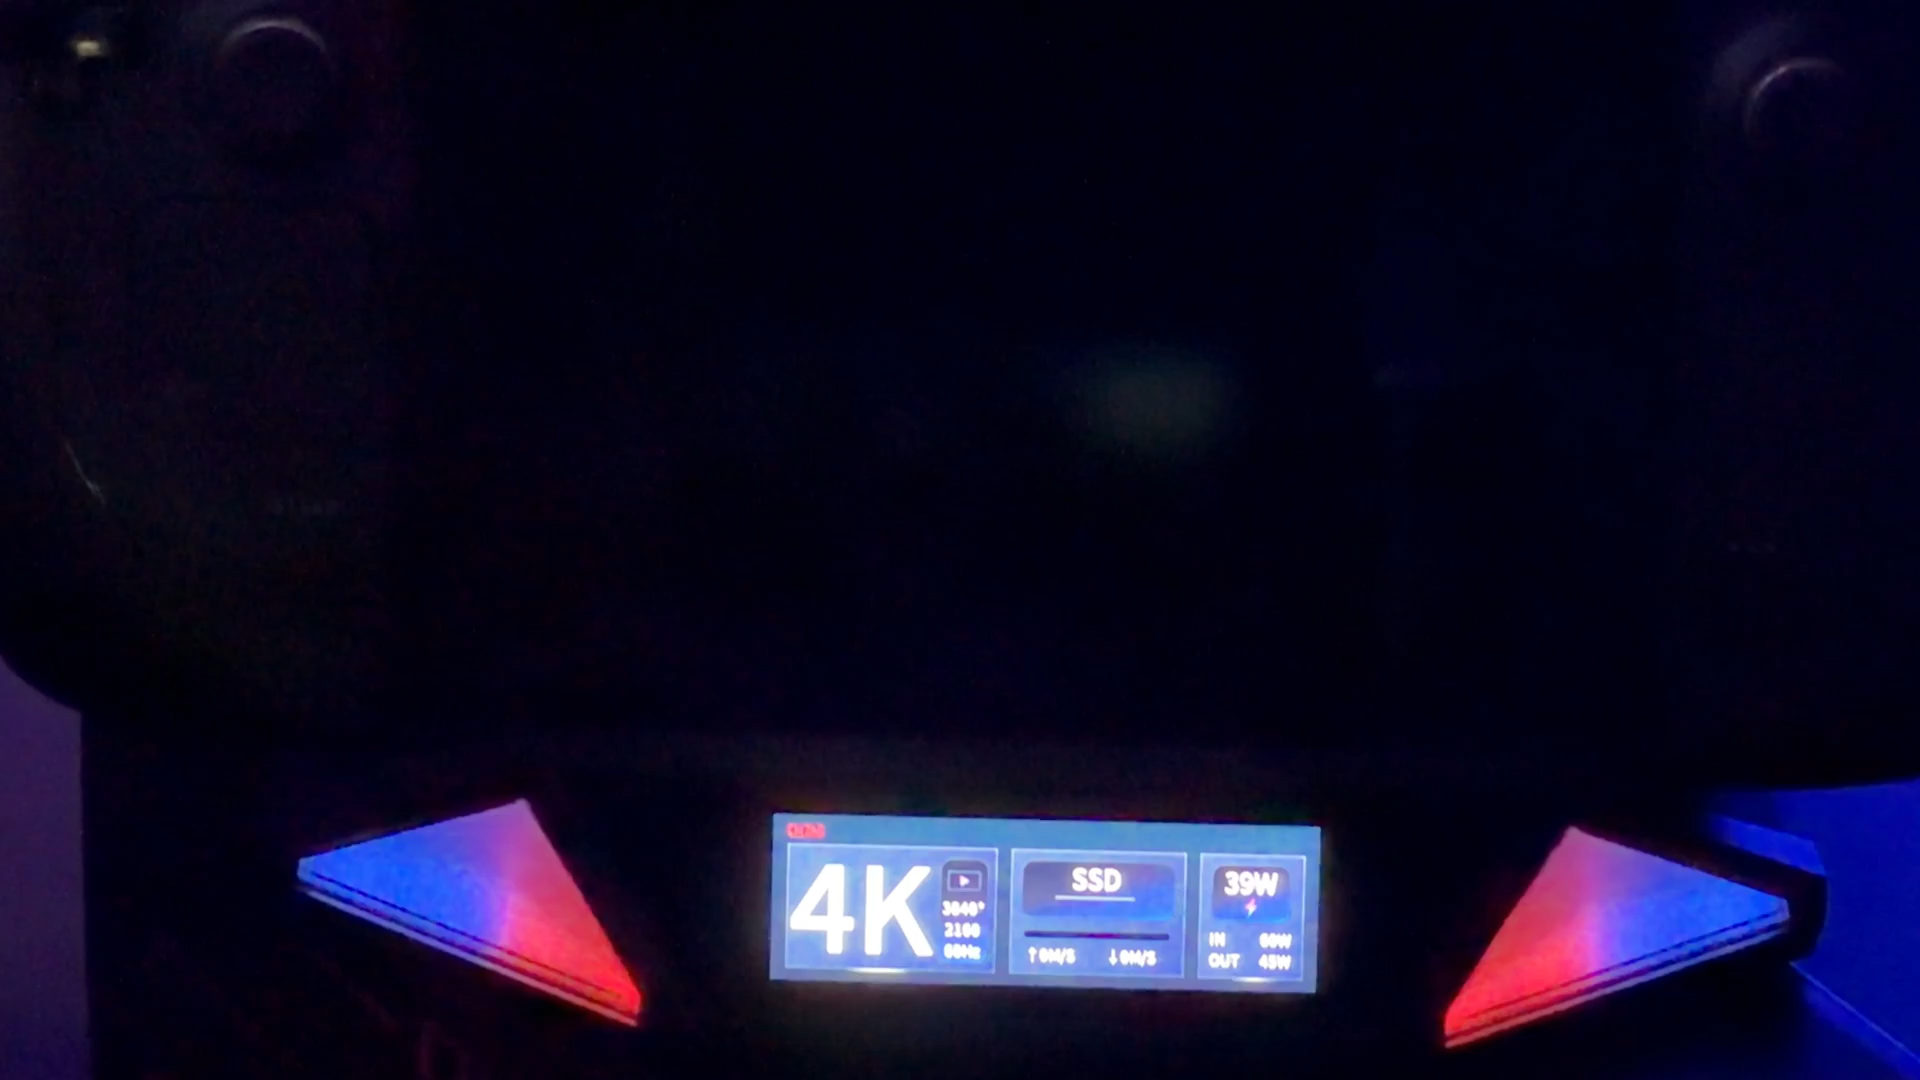 4K
3840*
2160
60Hz
SSD
↑0M/S ↓0M/S
39W
IN 60W
OUT 45W